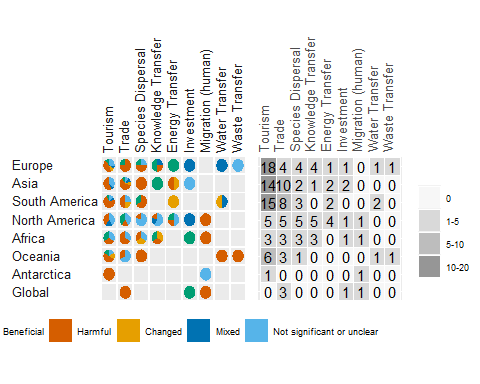 Tourism
Trade
Species Dispersal
Knowledge Transfer
Energy Transfer
Investment
Migration (human)
Water Transfer
Waste Transfer
Tourism
Trade
Species Dispersal
Knowledge Transfer
Energy Transfer
Investment
Migration (human)
Water Transfer
Waste Transfer
Europe 18 4 4 4 1 1 0 1 1
Asia 14 10 2 1 2 2 0 0 0
South America 15 8 3 0 2 0 0 2 0
North America 5 5 5 5 4 1 1 0 0
Africa 3 3 3 3 0 1 1 0 0
Oceania 6 3 1 0 0 0 0 1 1
Antarctica 1 0 0 0 0 0 1 0 0
Global 0 3 0 0 0 1 1 0 0
0
1-5
5-10
10-20
Beneficial Harmful Changed Mixed Not significant or unclear